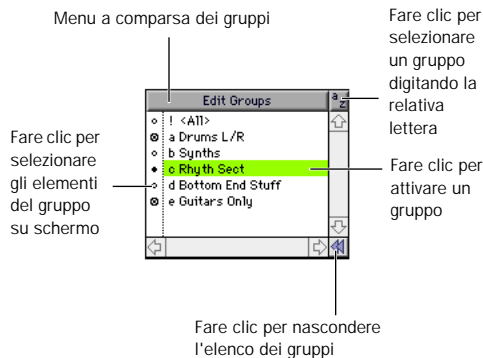 Menu a comparsa dei gruppi
Fare clic per
selezionare
un gruppo
digitando la
relativa
lettera
Edit Groups
a
z
! <All>
a Drums L/R
b Synths
c Rhyth Sect
d Bottom End Stuff
e Guitars Only
Fare clic per
selezionare
gli elementi
del gruppo
su schermo
Fare clic per
attivare un
gruppo
Fare clic per nascondere
l'elenco dei gruppi